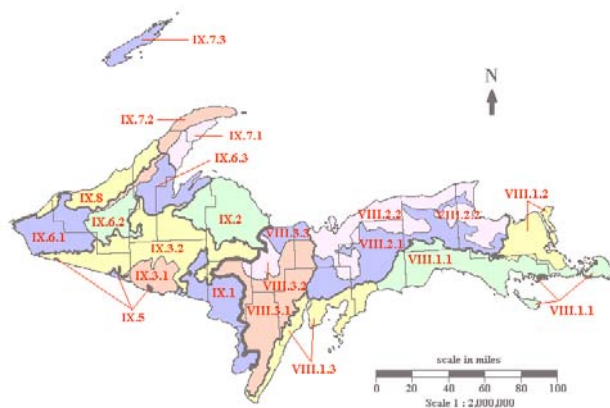 IX.7.3
N
IX.7.2
IX.7.1
IX.6.3
VIII.1.2
IX.8
IX.2
IX.6.2
VIII.2.2
VIII.2.2
VIII.3.3
IX.6.1
IX.3.2
VIII.2.1
VIII.1.1
IX.3.1
VIII.3.2
IX.1
IX.5
VIII.3.1
VIII.1.1
VIII.1.3
scale in miles
0 20 40 60 80 100
Scale 1 : 2,000,000